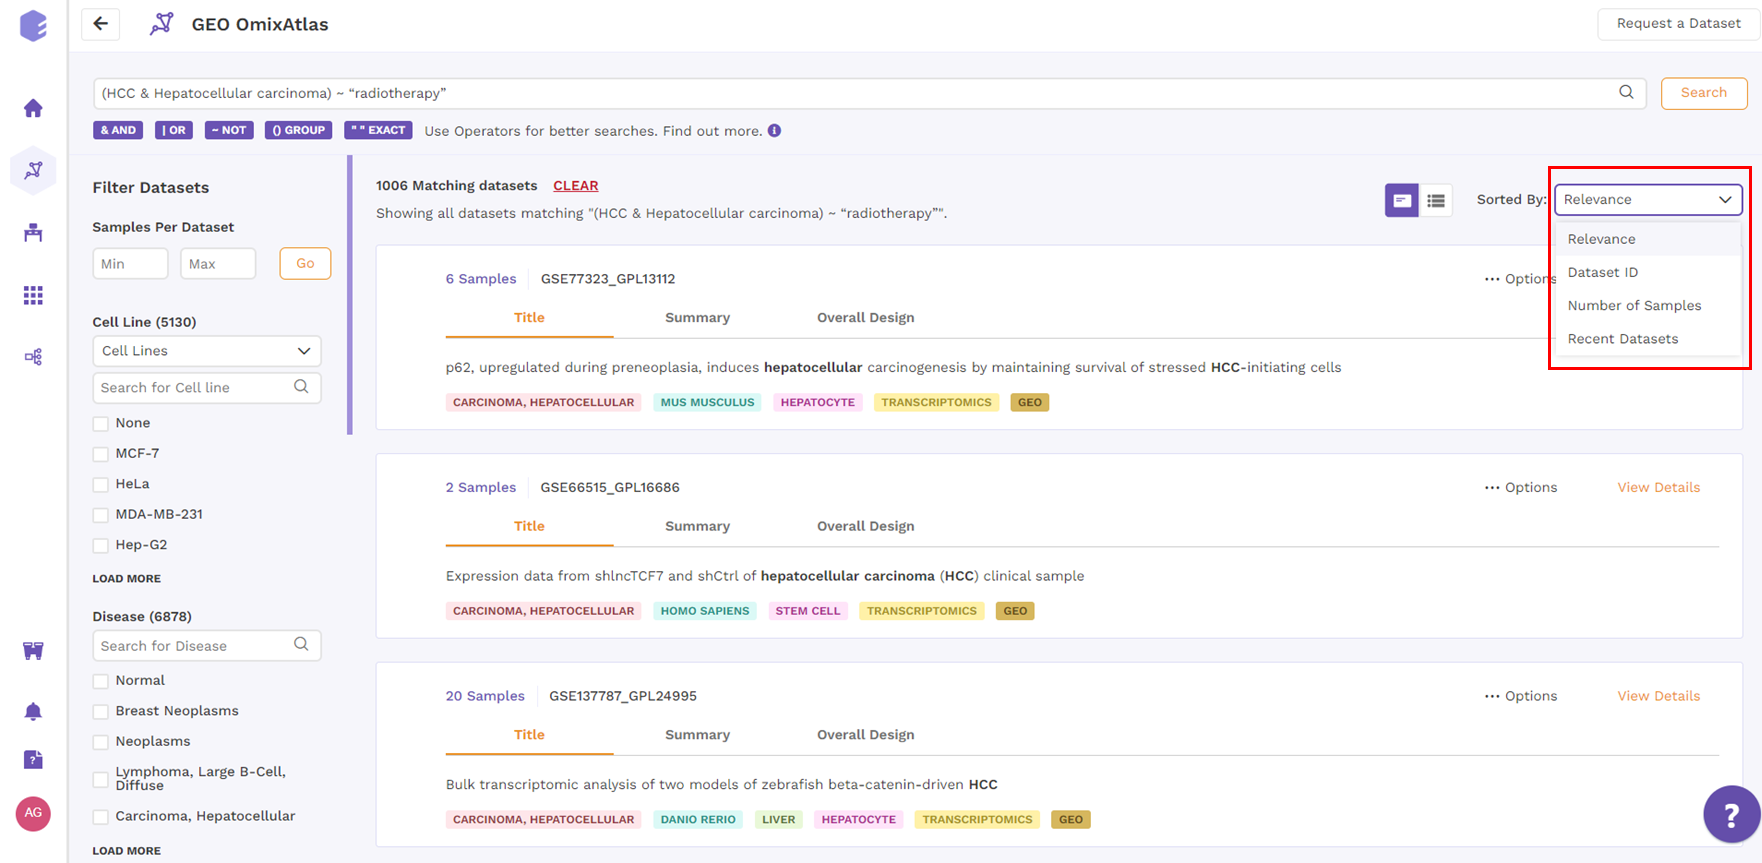 GEO OmixAtlas
Request a Dataset
(HCC & Hepatocellular carcinoma) ~ “radiotherapy”
Search
& AND
| OR
~ NOT
() GROUP
" " EXACT
Use Operators for better searches. Find out more.
Filter Datasets
Samples Per Dataset
Min
Max
Go
Cell Line (5130)
Cell Lines
Search for Cell line
None
MCF-7
HeLa
MDA-MB-231
Hep-G2
LOAD MORE
Disease (6878)
Search for Disease
Normal
Breast Neoplasms
Neoplasms
Lymphoma, Large B-Cell,
Diffuse
Carcinoma, Hepatocellular
LOAD MORE
AG
1006 Matching datasets CLEAR
Showing all datasets matching "(HCC & Hepatocellular carcinoma) ~ “radiotherapy”".
Sorted By:
Relevance
Relevance
Dataset ID
Number of Samples
Recent Datasets
6 Samples GSE77323_GPL13112
... Options
Title Summary Overall Design
p62, upregulated during preneoplasia, induces hepatocellular carcinogenesis by maintaining survival of stressed HCC-initiating cells
CARCINOMA, HEPATOCELLULAR MUS MUSCULUS HEPATOCYTE TRANSCRIPTOMICS GEO
2 Samples GSE66515_GPL16686
... Options View Details
Title Summary Overall Design
Expression data from shlncTCF7 and shCtrl of hepatocellular carcinoma (HCC) clinical sample
CARCINOMA, HEPATOCELLULAR HOMO SAPIENS STEM CELL TRANSCRIPTOMICS GEO
20 Samples GSE137787_GPL24995
... Options View Details
Title Summary Overall Design
Bulk transcriptomic analysis of two models of zebrafish beta-catenin-driven HCC
CARCINOMA, HEPATOCELLULAR DANIO RERIO LIVER HEPATOCYTE TRANSCRIPTOMICS GEO
?